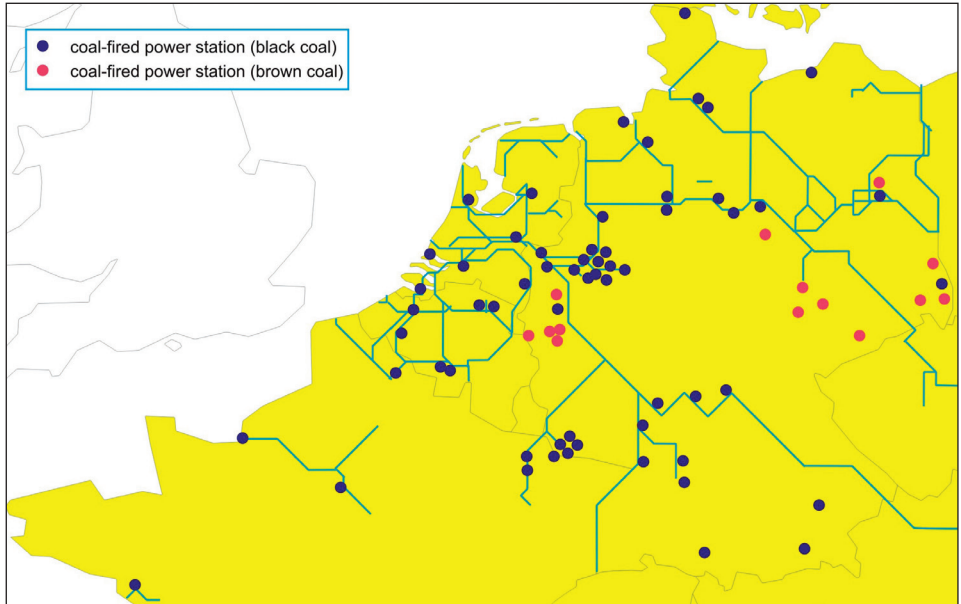 coal-fired power station (black coal)
coal-fired power station (brown coal)